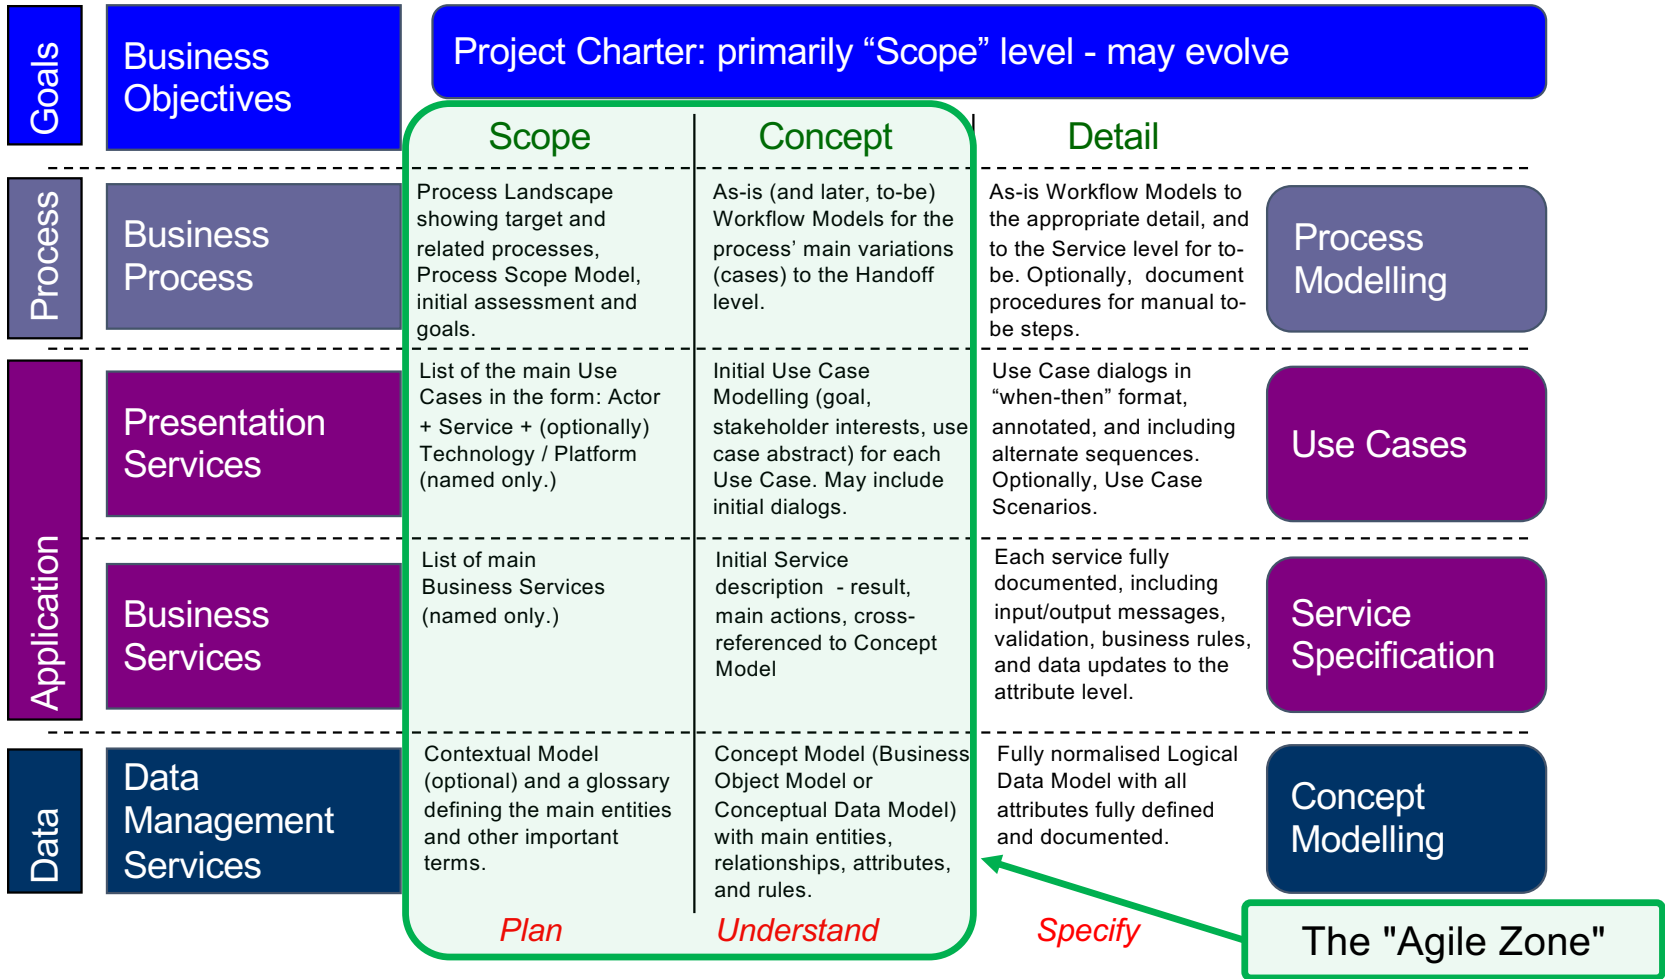 Goals
Business
Objectives
Project Charter: primarily “Scope” level - may evolve
Scope
Concept
Detail
Process
Business
Process
Process Landscape
showing target and
related processes,
Process Scope Model,
initial assessment and
goals.
As-is (and later, to-be)
Workflow Models for the
process’ main variations
(cases) to the Handoff
level.
As-is Workflow Models to
the appropriate detail, and
to the Service level for to-
be. Optionally, document
procedures for manual to-
be steps.
Process
Modelling
Application
Presentation
Services
List of the main Use
Cases in the form: Actor
+ Service + (optionally)
Technology / Platform
(named only.)
Initial Use Case
Modelling (goal,
stakeholder interests, use
case abstract) for each
Use Case. May include
initial dialogs.
Use Case dialogs in
“when-then” format,
annotated, and including
alternate sequences.
Optionally, Use Case
Scenarios.
Use Cases
Business
Services
List of main
Business Services
(named only.)
Initial Service
description - result,
main actions, cross-
referenced to Concept
Model
Each service fully
documented, including
input/output messages,
validation, business rules,
and data updates to the
attribute level.
Service
Specification
Data
Data
Management
Services
Contextual Model
(optional) and a glossary
defining the main entities
and other important
terms.
Concept Model (Business
Object Model or
Conceptual Data Model)
with main entities,
relationships, attributes,
and rules.
Fully normalised Logical
Data Model with all
attributes fully defined
and documented.
Concept
Modelling
Plan
Understand
Specify
The "Agile Zone"